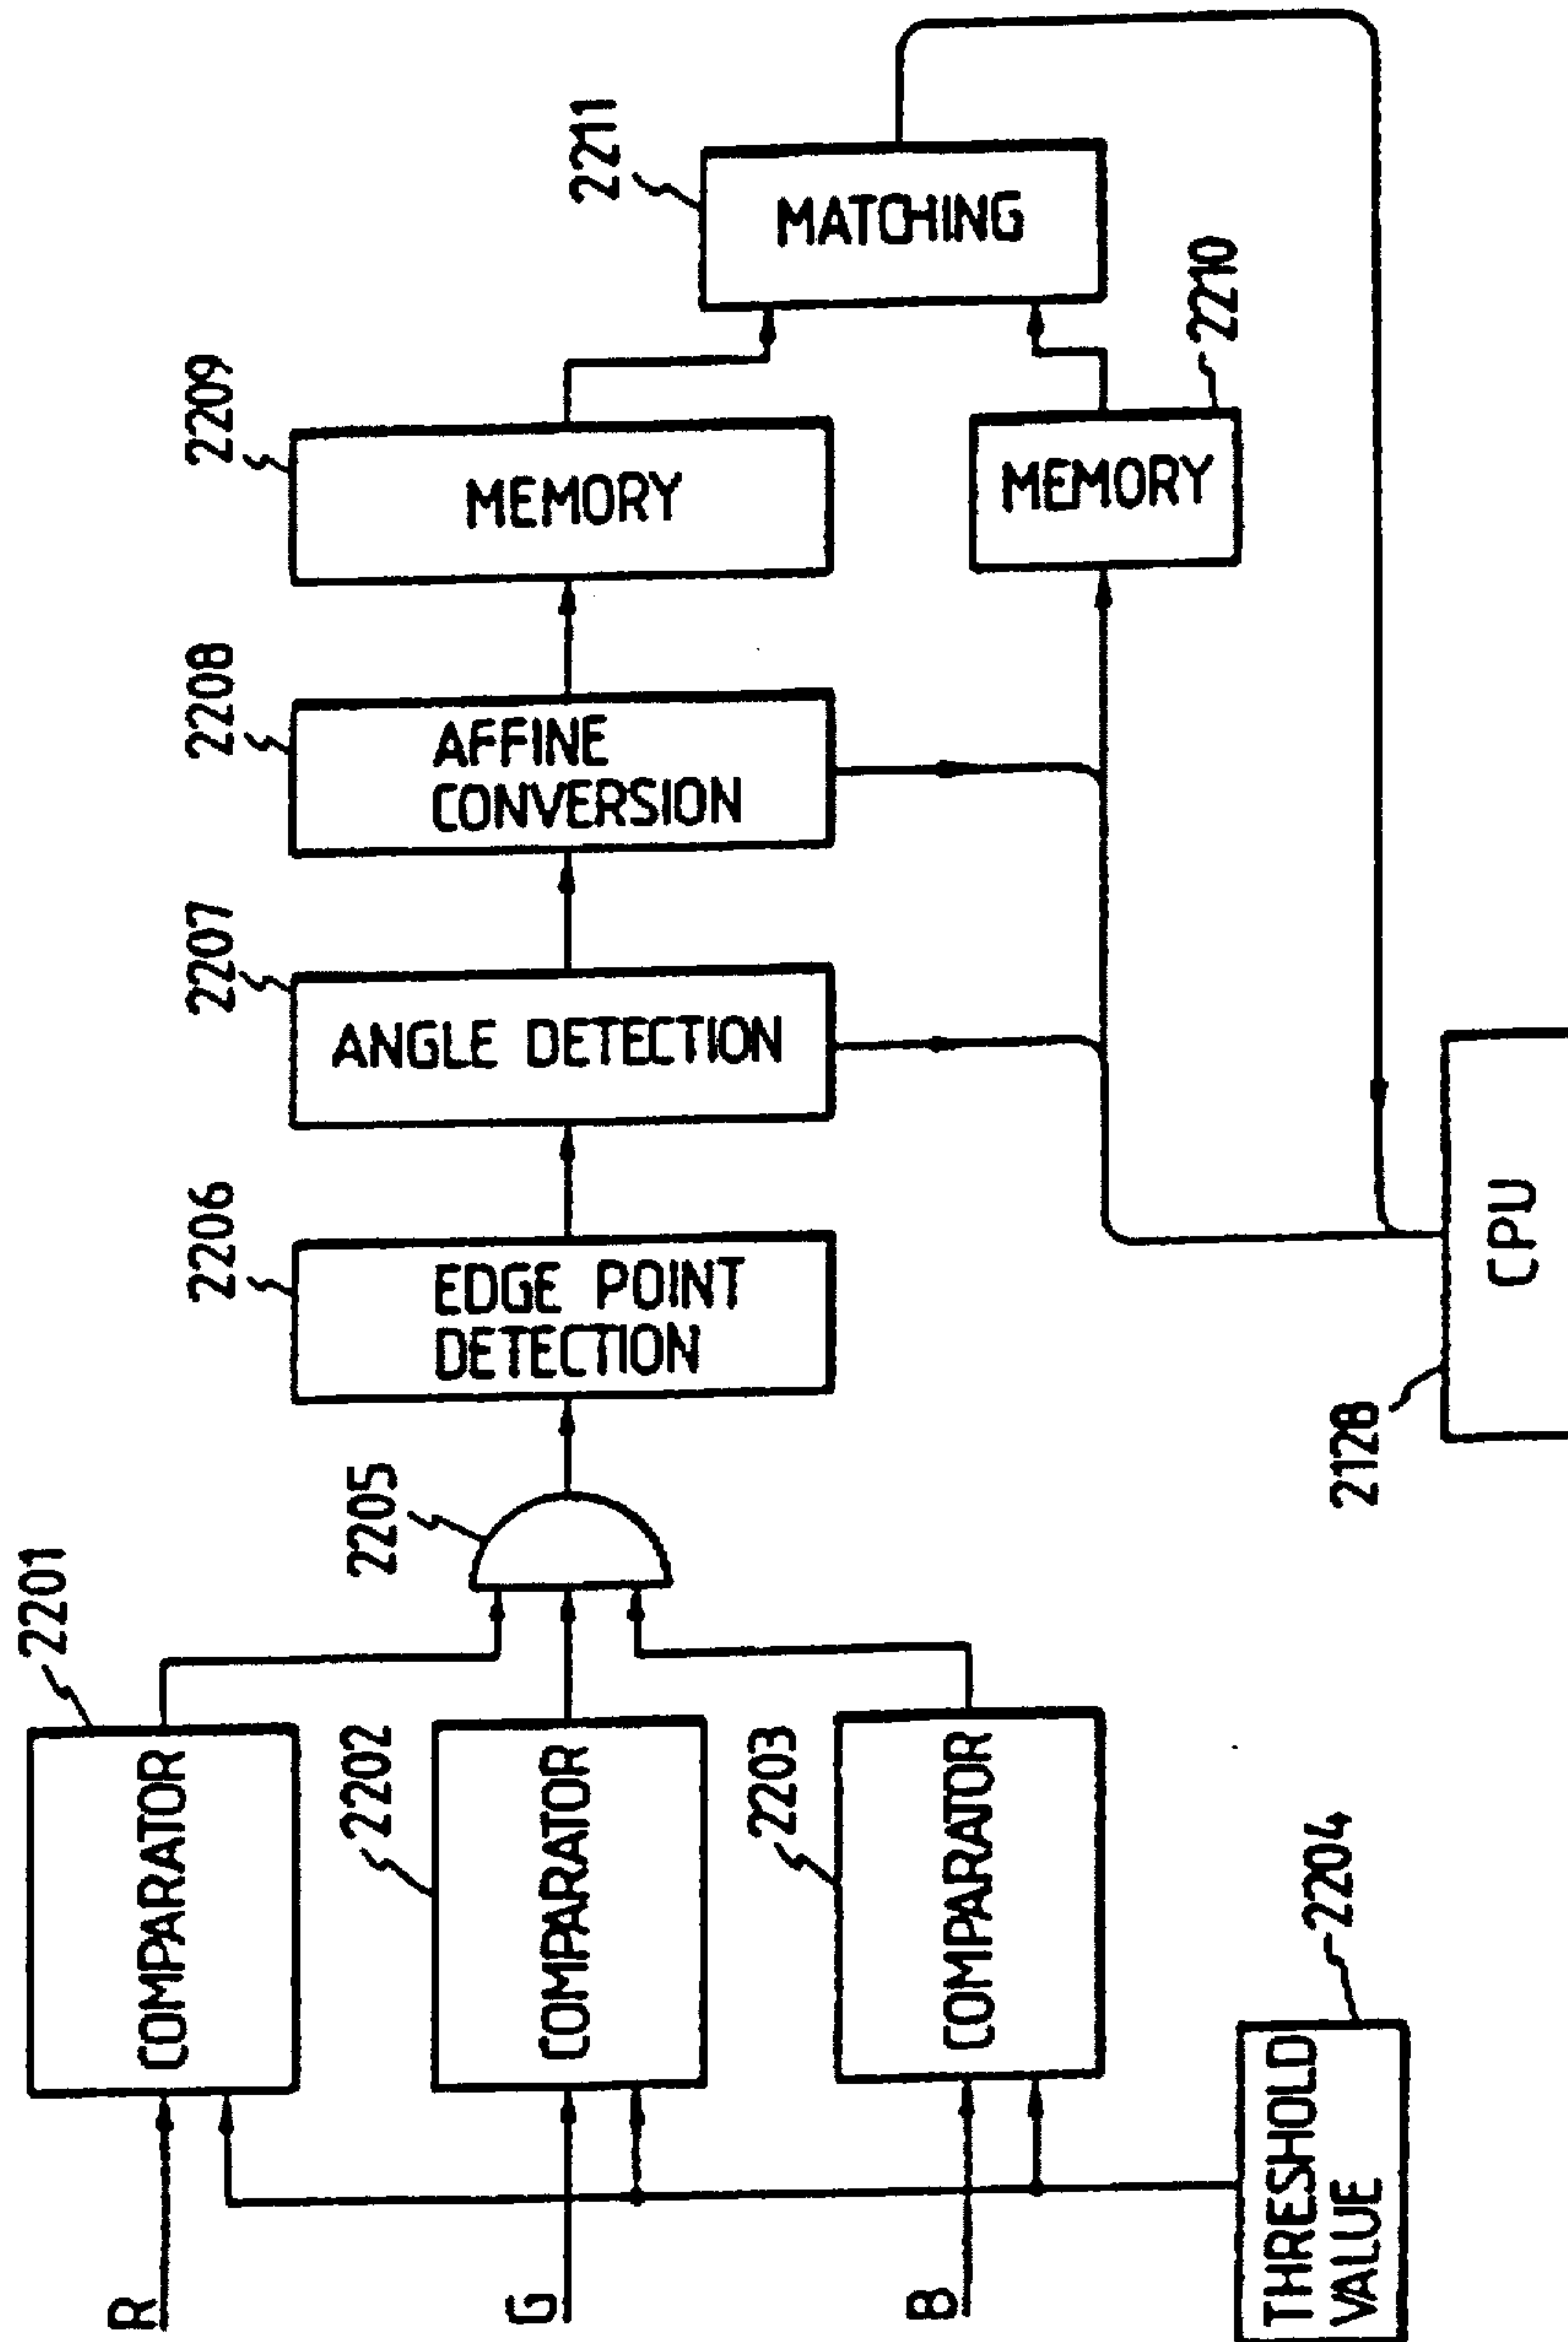 R
G
B
2201
COMPARATOR
2202
COMPARATOR
2203
COMPARATOR
THRESHOLD
VALUE
2204
2205
2206
EDGE POINT
DETECTION
2207
ANGLE DETECTION
2208
AFFINE
CONVERSION
2209
MEMORY
MEMORY
2210
2211
MATCHING
2128
CPU